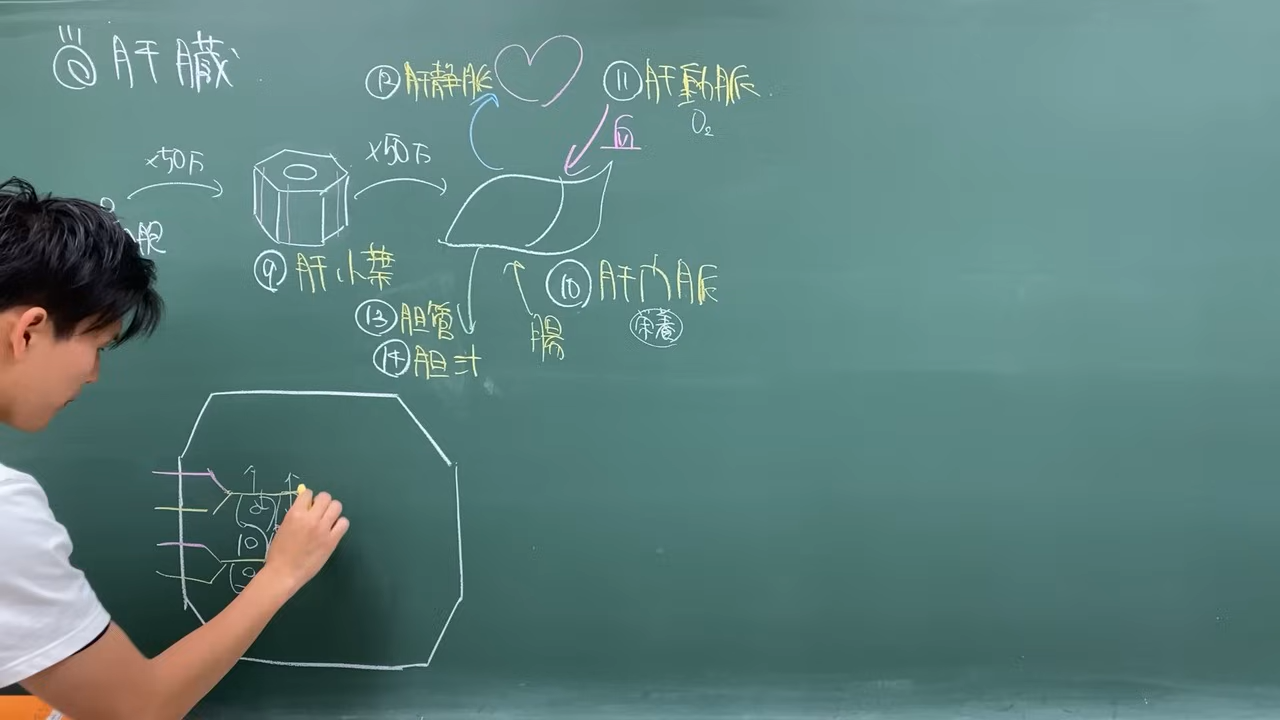 ◎肝臓
⑫肝静脈
⑪肝動脈
O₂
×50万
×50万
⑨肝小葉
⑩肝門脈
栄養
⑬胆管
⑭胆汁
腸